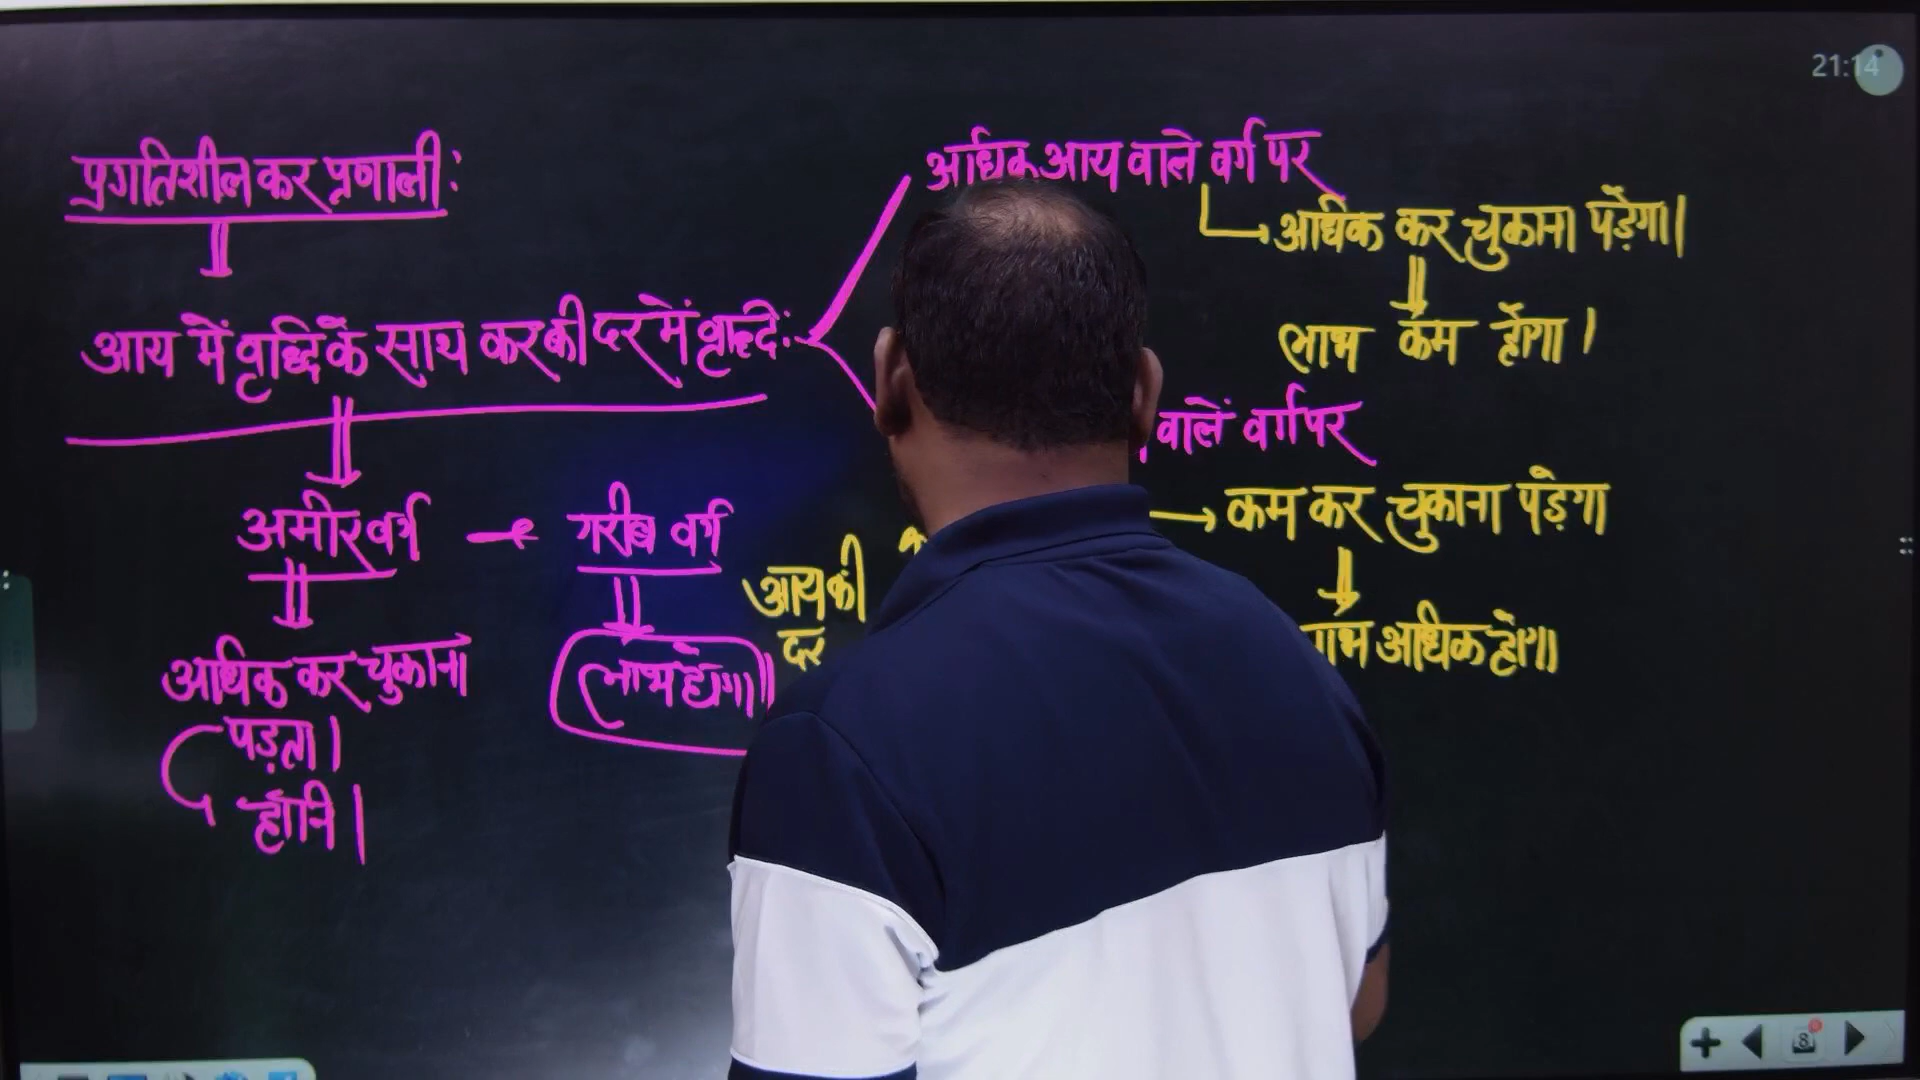 21:14
प्रगतिशील कर प्रणाली:
आय में वृद्धि के साथ कर की दर में वृद्धि:
अमीर वर्ग
गरीब वर्ग
अधिक कर चुकाना
पड़ता।
हानि।
लाभ होगा॥
अधिक आय वाले वर्ग पर
अधिक कर चुकाना पड़ेगा।
लाभ कम होगा।
वालें वर्ग पर
कम कर चुकाना पड़ेगा
अधिक होगा
आय की
दर
8